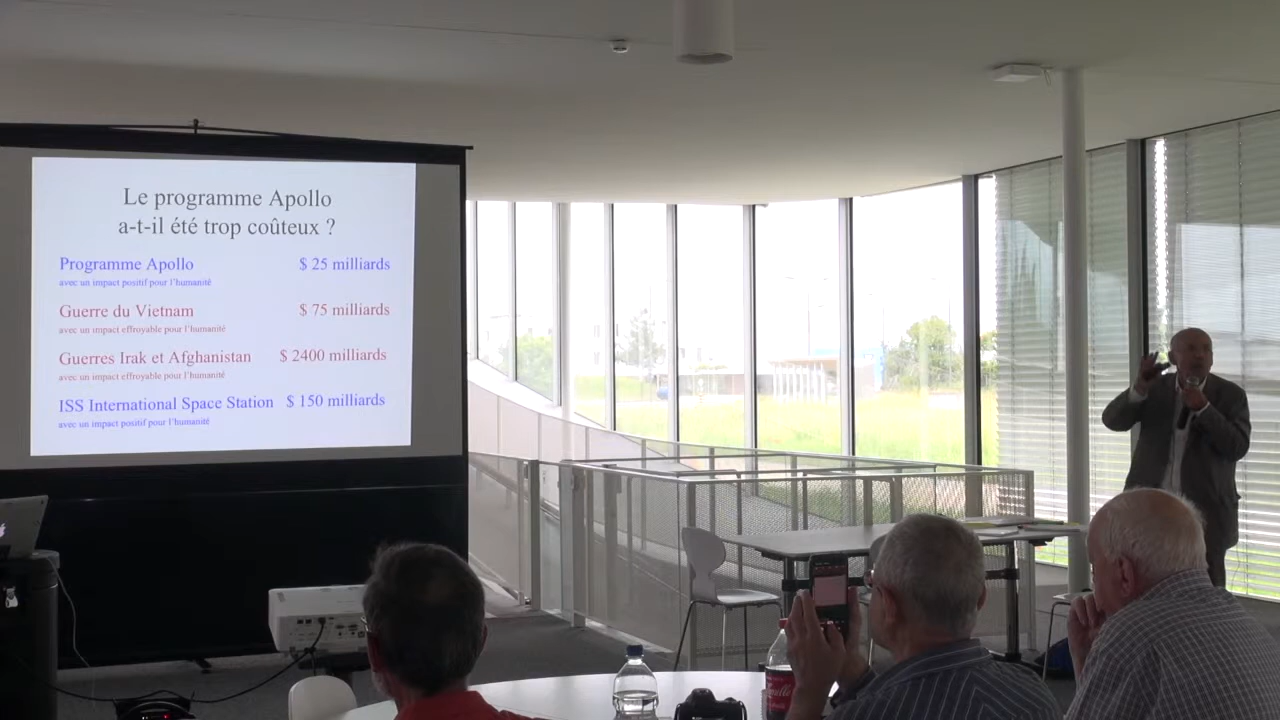 Le programme Apollo
a-t-il été trop coûteux ?
Programme Apollo $ 25 milliards
avec un impact positif pour l'humanité
Guerre du Vietnam $ 75 milliards
avec un impact effroyable pour l'humanité
Guerres Irak et Afghanistan $ 2400 milliards
avec un impact effroyable pour l'humanité
ISS International Space Station $ 150 milliards
avec un impact positif pour l'humanité